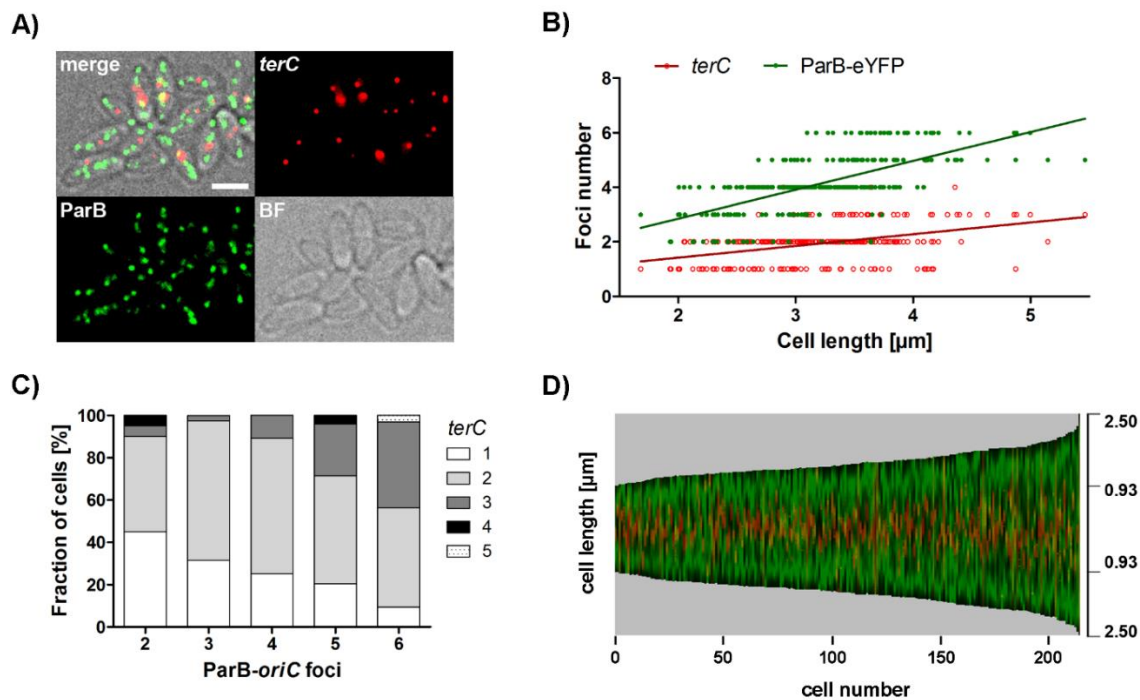 A)
merge
terC
ParB
BF
B)
terC ParB-eYFP
8
6
4
2
0
Foci number
2 3 4 5
Cell length [µm]
C)
100
80
60
40
20
0
Fraction of cells [%]
2 3 4 5 6
ParB-oriC foci
terC
1
2
3
4
5
D)
cell length [µm]
2.50
0.93
0.93
2.50
0 50 100 150 200
cell number